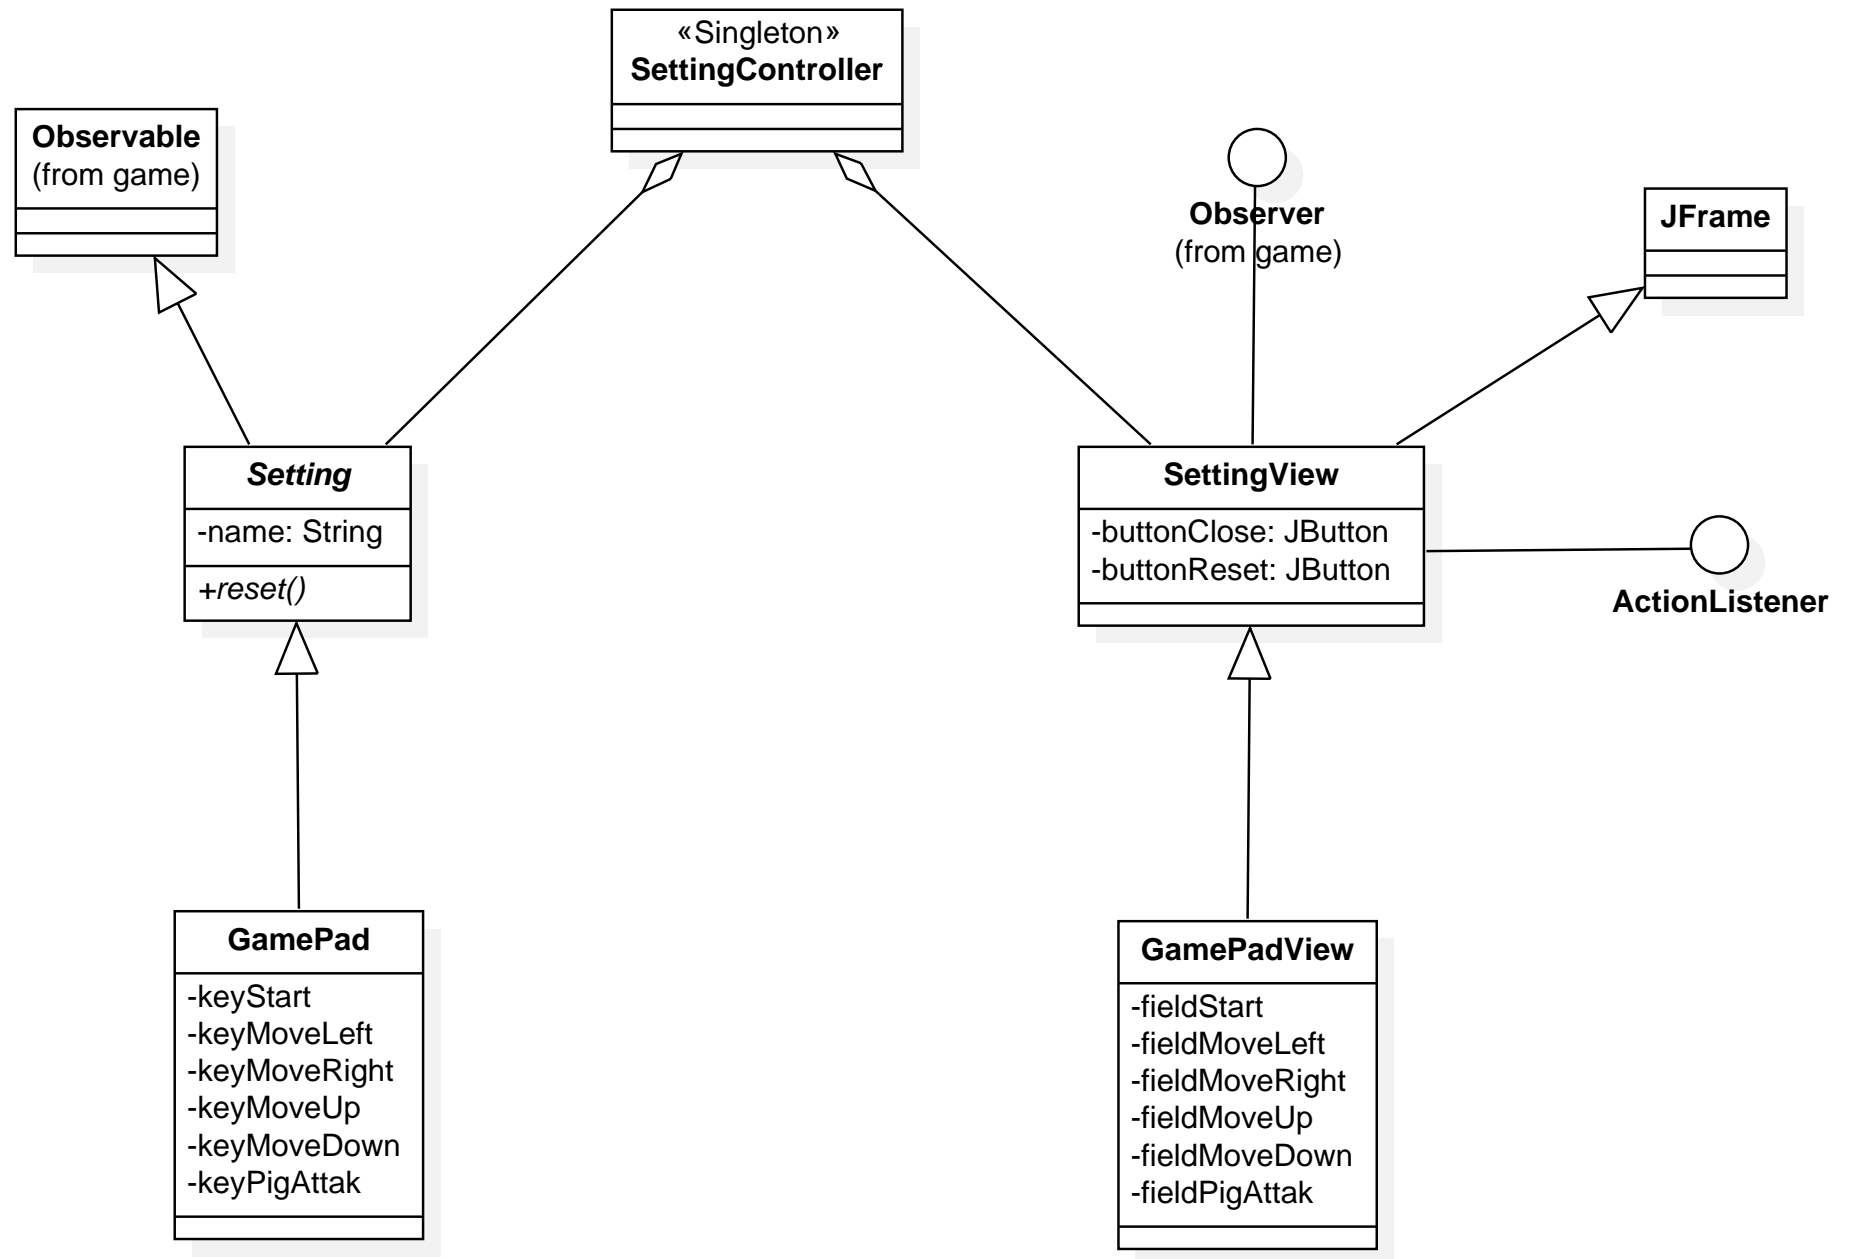 «Singleton»
SettingController
Observable
(from game)
Observer
(from game)
JFrame
Setting
-name: String
+reset()
SettingView
-buttonClose: JButton
-buttonReset: JButton
ActionListener
GamePad
-keyStart
-keyMoveLeft
-keyMoveRight
-keyMoveUp
-keyMoveDown
-keyPigAttak
GamePadView
-fieldStart
-fieldMoveLeft
-fieldMoveRight
-fieldMoveUp
-fieldMoveDown
-fieldPigAttak